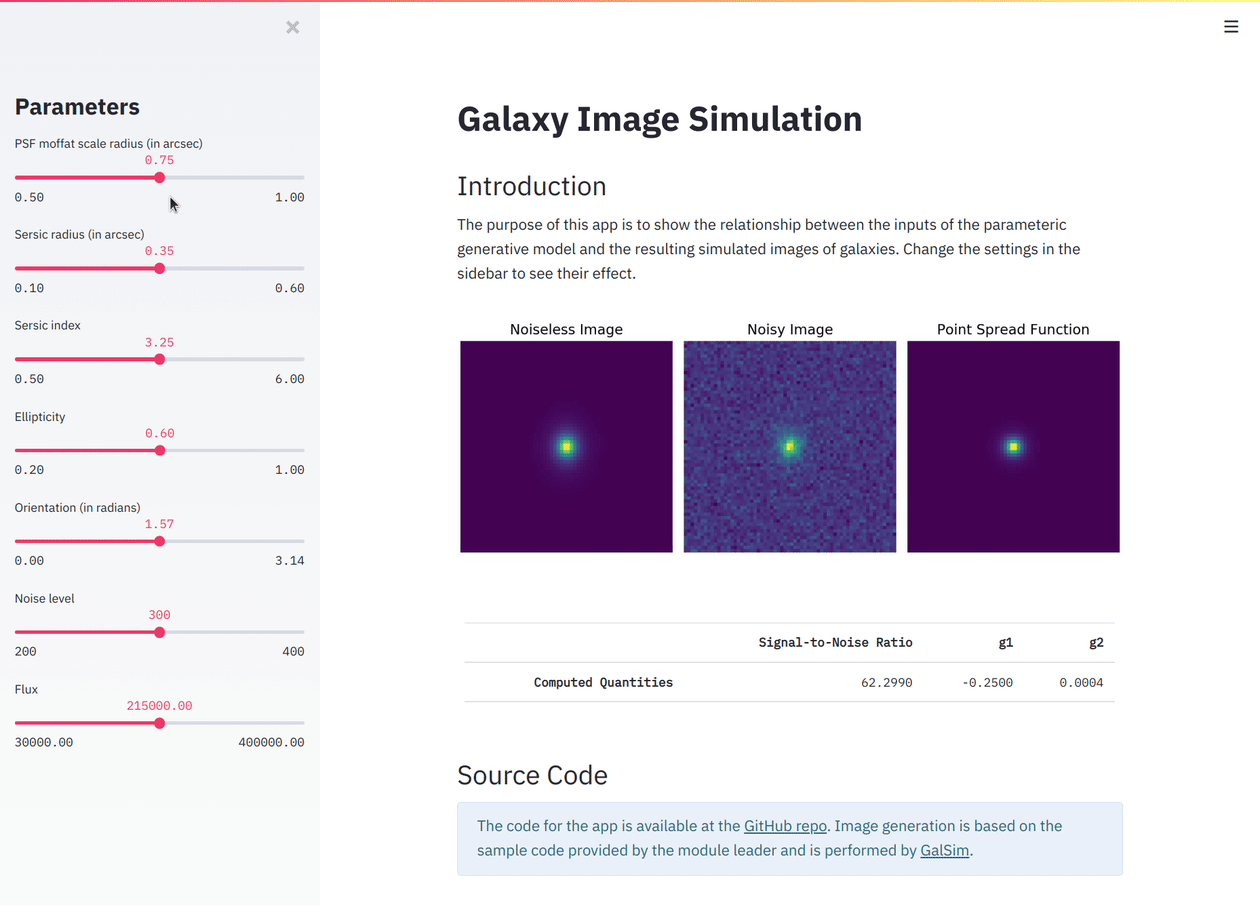 Parameters
PSF moffat scale radius (in arcsec)
0.75
0.50 1.00
Sersic radius (in arcsec)
0.35
0.10 0.60
Sersic index
3.25
0.50 6.00
Ellipticity
0.60
0.20 1.00
Orientation (in radians)
1.57
0.00 3.14
Noise level
300
200 400
Flux
215000.00
30000.00 400000.00
Galaxy Image Simulation
Introduction
The purpose of this app is to show the relationship between the inputs of the parameteric
generative model and the resulting simulated images of galaxies. Change the settings in the
sidebar to see their effect.
Noiseless Image Noisy Image Point Spread Function
Signal-to-Noise Ratio g1 g2
Computed Quantities 62.2990 -0.2500 0.0004
Source Code
The code for the app is available at the GitHub repo. Image generation is based on the
sample code provided by the module leader and is performed by GalSim.